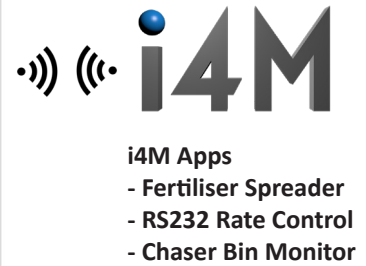 i4M
i4M Apps
- Fertiliser Spreader
- RS232 Rate Control
- Chaser Bin Monitor